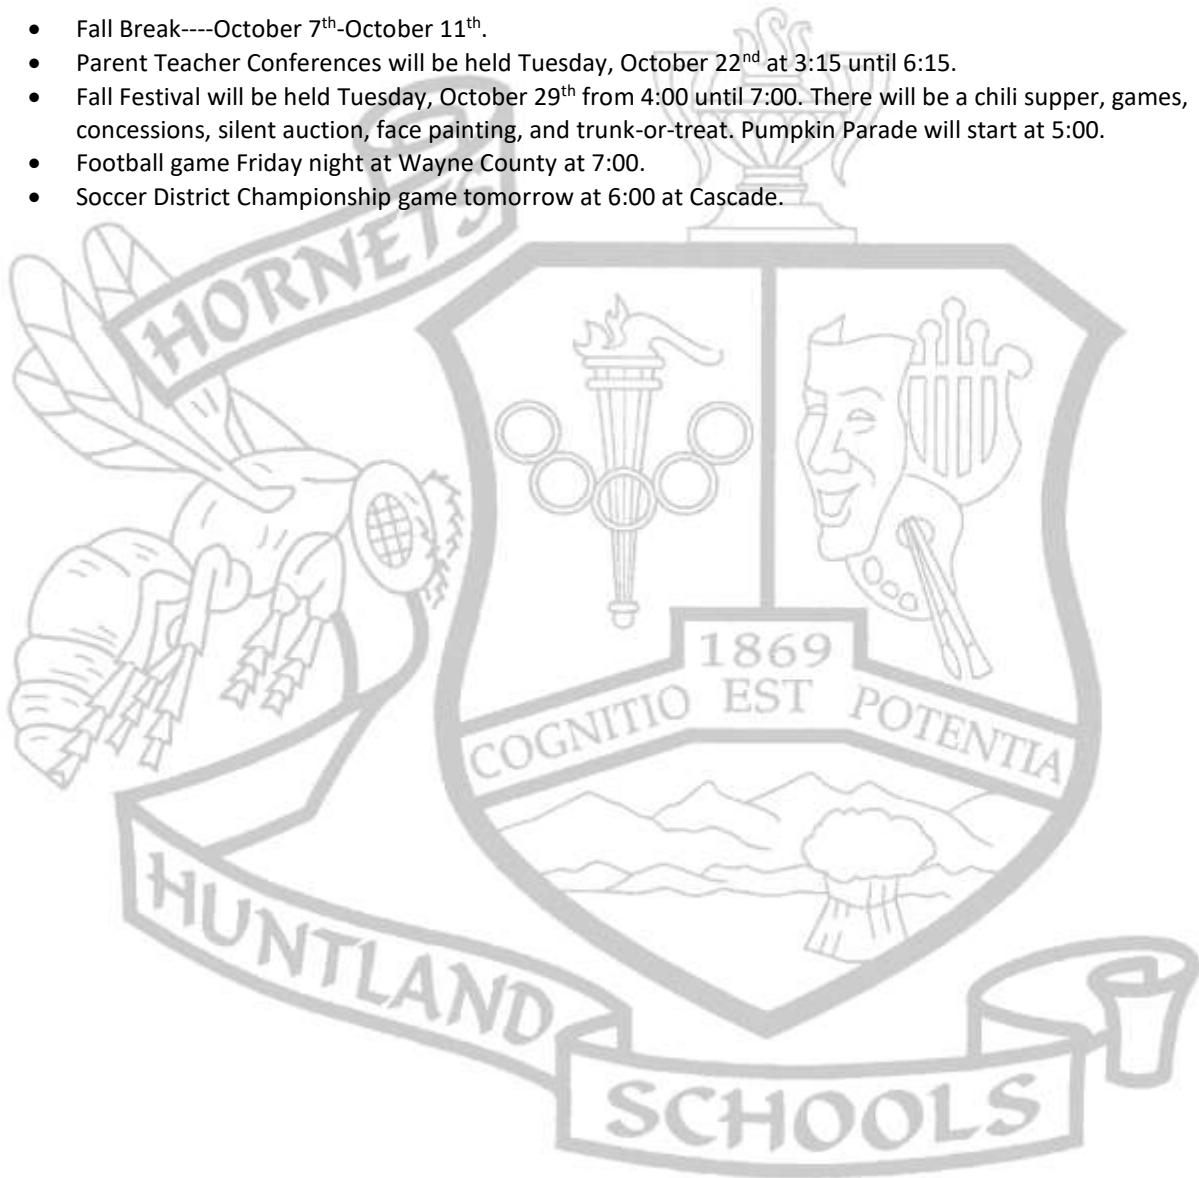 • Fall Break----October 7th-October 11th.
• Parent Teacher Conferences will be held Tuesday, October 22nd at 3:15 until 6:15.
• Fall Festival will be held Tuesday, October 29th from 4:00 until 7:00. There will be a chili supper, games,
concessions, silent auction, face painting, and trunk-or-treat. Pumpkin Parade will start at 5:00.
• Football game Friday night at Wayne County at 7:00.
• Soccer District Championship game tomorrow at 6:00 at Cascade.
HORNETS
1869
COGNITIO EST POTENTIA
HUNTLAND
SCHOOLS